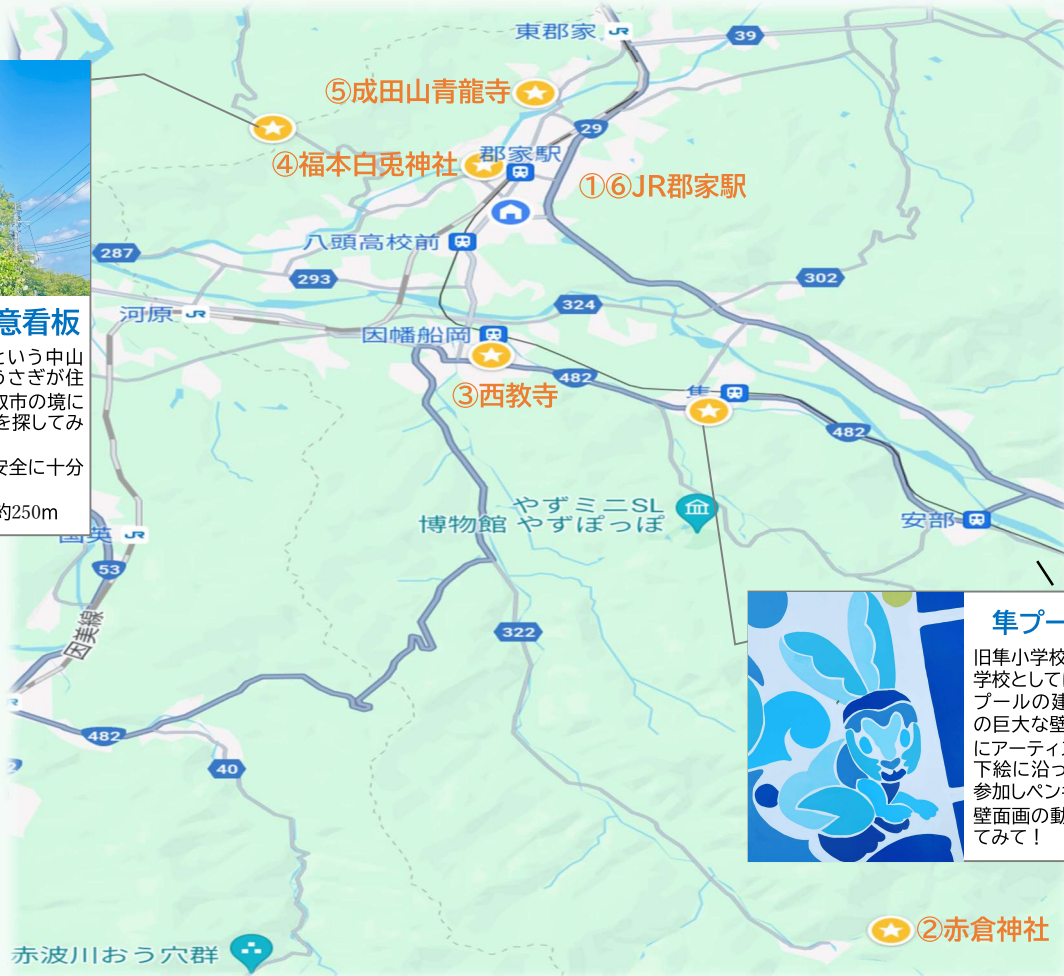 東郡家
JR
39
⑤成田山青龍寺
29
④福本白兎神社
郡家駅
①⑥JR郡家駅
八頭高校前
287
293
302
324
河原
JR
因幡船岡
③西教寺
482
隼
482
意看板
という中山
うさぎが住
取市の境に
を探してみ
安全に十分
約250m
国英
JR
53
因美線
やずミニSL
博物館 やずぽっぽ
安部
322
482
40
隼プー
旧隼小学校
学校として
プールの建
の巨大な壁
にアーティ
下絵に沿っ
参加しペン
壁面画の動
てみて！
②赤倉神社
赤波川おう穴群